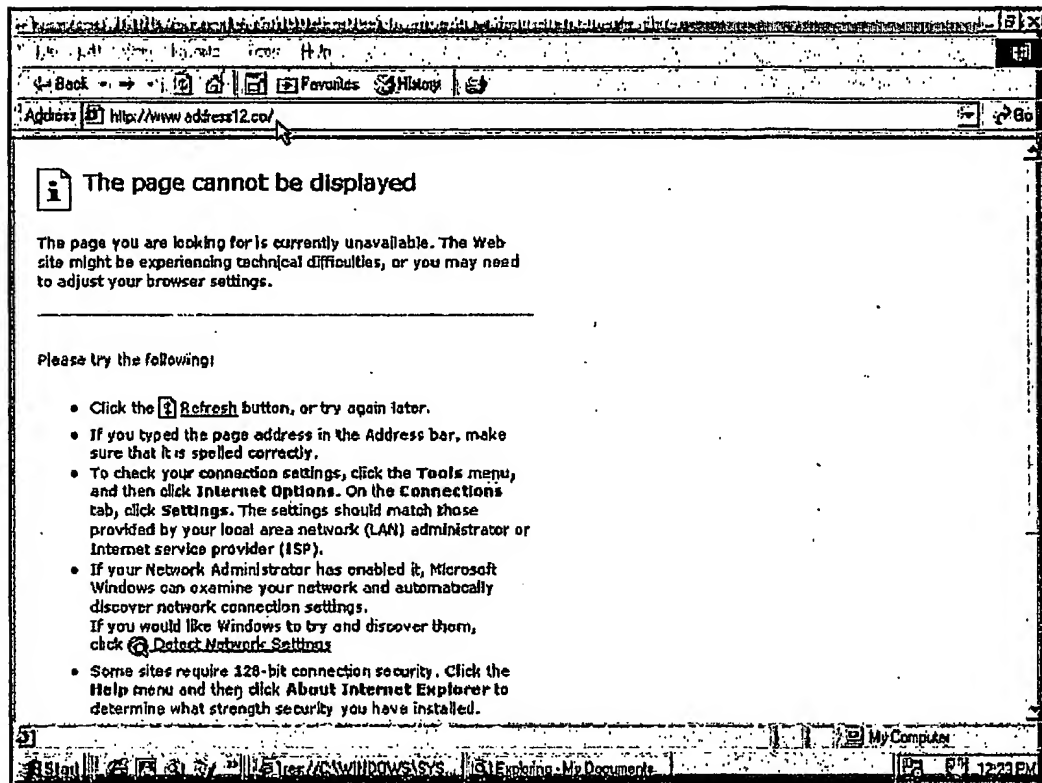 Help
Back Favorites History
Address http://www address12.co/ Go
The page cannot be displayed
The page you are looking for is currently unavailable. The Web
site might be experiencing technical difficulties, or you may need
to adjust your browser settings.
Please try the following:
• Click the Refresh button, or try again later.
• If you typed the page address in the Address bar, make
sure that it is spelled correctly.
• To check your connection settings, click the Tools menu,
and then click Internet Options. On the Connections
tab, click Settings. The settings should match those
provided by your local area network (LAN) administrator or
Internet service provider (ISP).
• If your Network Administrator has enabled it, Microsoft
Windows can examine your network and automatically
discover network connection settings.
If you would like Windows to try and discover them,
click Detect Network Settings
• Some sites require 128-bit connection security. Click the
Help menu and then click About Internet Explorer to
determine what strength security you have installed.
My Computer
Start res://C:\WINDOWS\SYS... Exploring - My Documents 12:23 PM